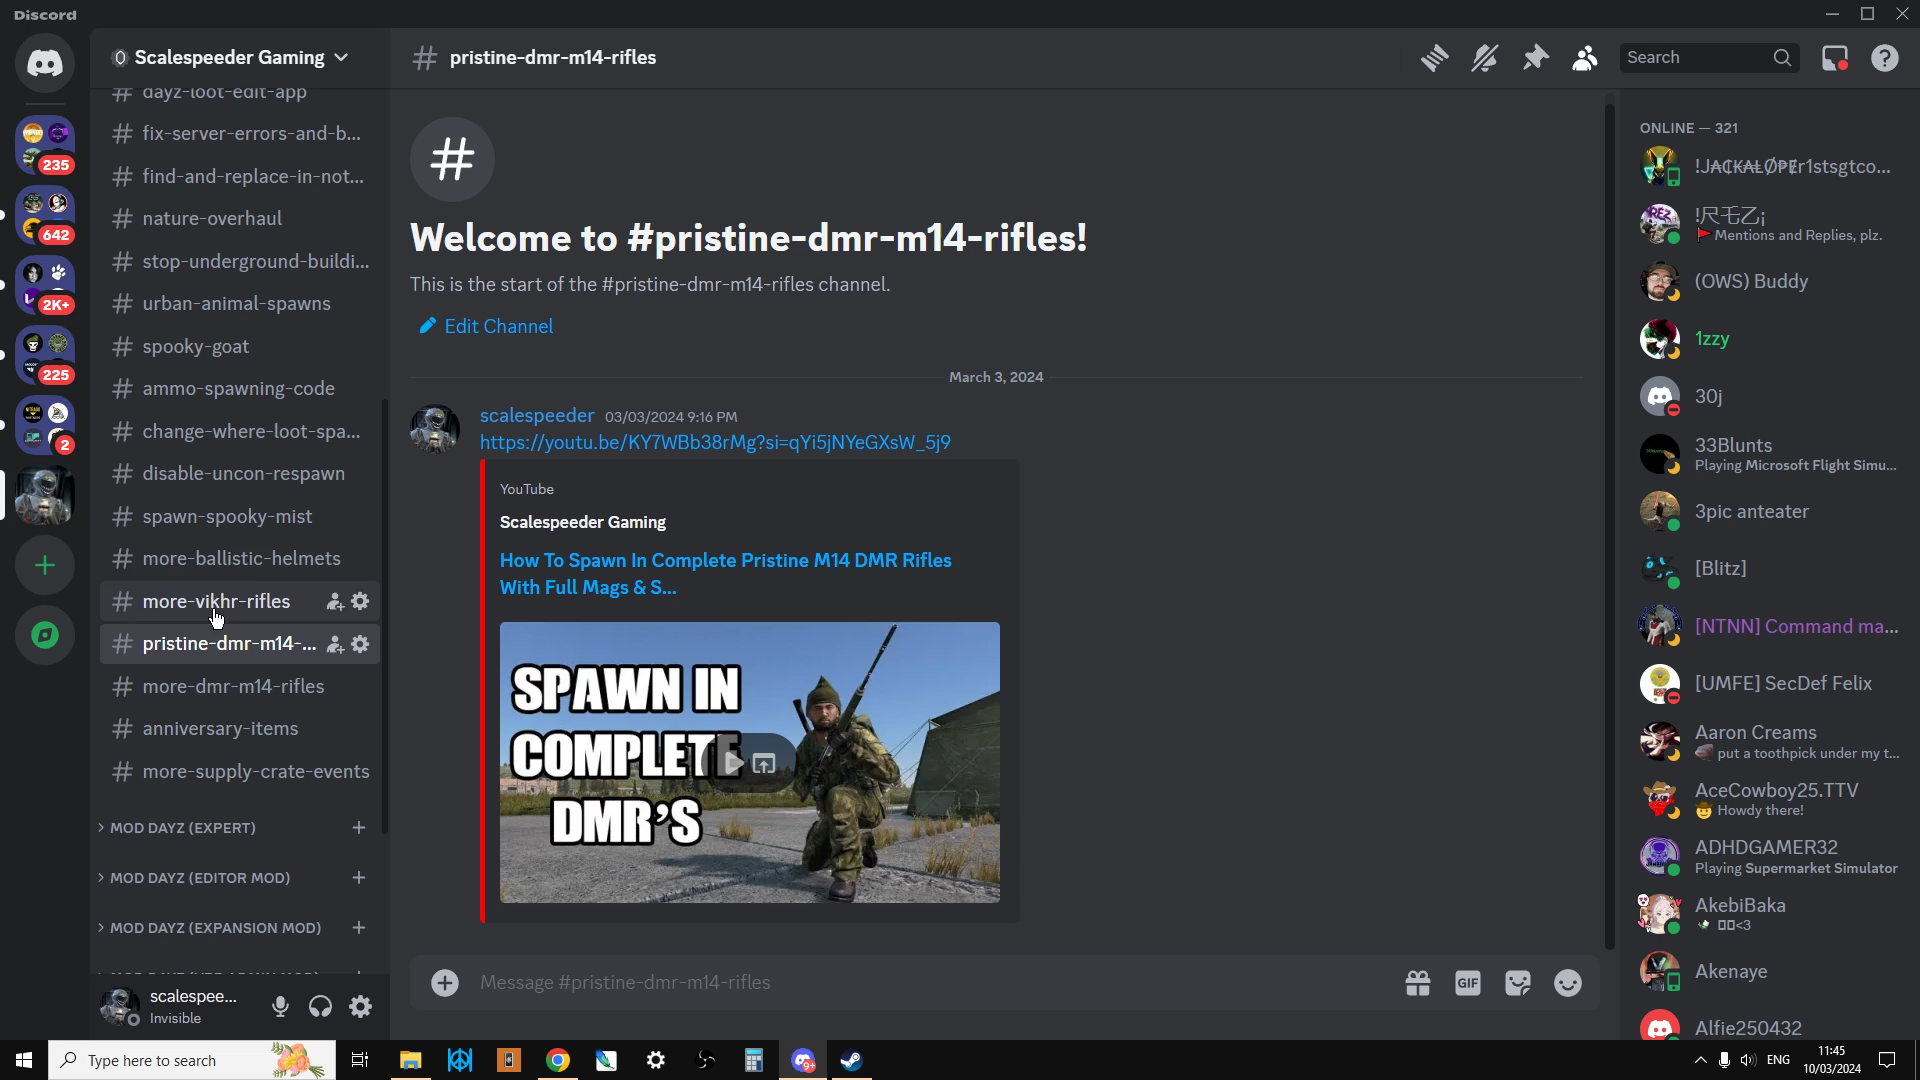 Discord
Scalespeeder Gaming
pristine-dmr-m14-rifles
Search
235
642
2K+
225
2
dayz-loot-edit-app
fix-server-errors-and-b...
find-and-replace-in-not...
nature-overhaul
stop-underground-buildi...
urban-animal-spawns
spooky-goat
ammo-spawning-code
change-where-loot-spa...
disable-uncon-respawn
spawn-spooky-mist
more-ballistic-helmets
more-vikhr-rifles
pristine-dmr-m14-...
more-dmr-m14-rifles
anniversary-items
more-supply-crate-events
MOD DAYZ (EXPERT)
MOD DAYZ (EDITOR MOD)
MOD DAYZ (EXPANSION MOD)
scalespee...
Invisible
Welcome to #pristine-dmr-m14-rifles!
This is the start of the #pristine-dmr-m14-rifles channel.
Edit Channel
March 3, 2024
scalespeeder 03/03/2024 9:16 PM
https://youtu.be/KY7WBb38rMg?si=qYi5jNYeGXsW_5j9
YouTube
Scalespeeder Gaming
How To Spawn In Complete Pristine M14 DMR Rifles
With Full Mags & S...
SPAWN IN
COMPLETE
DMR'S
Message #pristine-dmr-m14-rifles
GIF
ONLINE — 321
!尺乇乙¡
Mentions and Replies, plz.
(OWS) Buddy
1zzy
30j
33Blunts
Playing Microsoft Flight Simu...
3pic anteater
[Blitz]
[NTNN] Command ma...
[UMFE] SecDef Felix
Aaron Creams
put a toothpick under my t...
AceCowboy25.TTV
Howdy there!
ADHDGAMER32
Playing Supermarket Simulator
AkebiBaka
<3
Akenaye
Alfie250432
Type here to search
9+
ENG
11:45
10/03/2024